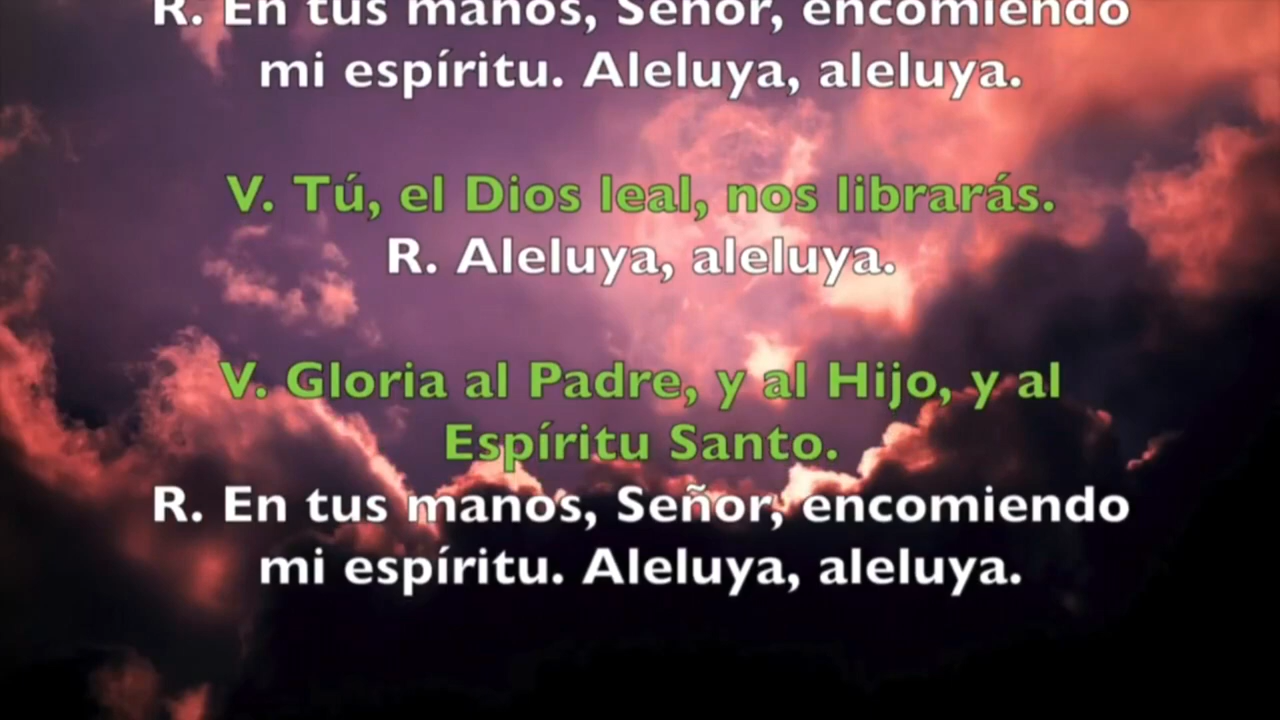 R. En tus manos, Señor, encomiendo
mi espíritu. Aleluya, aleluya.
V. Tú, el Dios leal, nos librarás.
R. Aleluya, aleluya.
V. Gloria al Padre, y al Hijo, y al
Espíritu Santo.
R. En tus manos, Señor, encomiendo
mi espíritu. Aleluya, aleluya.